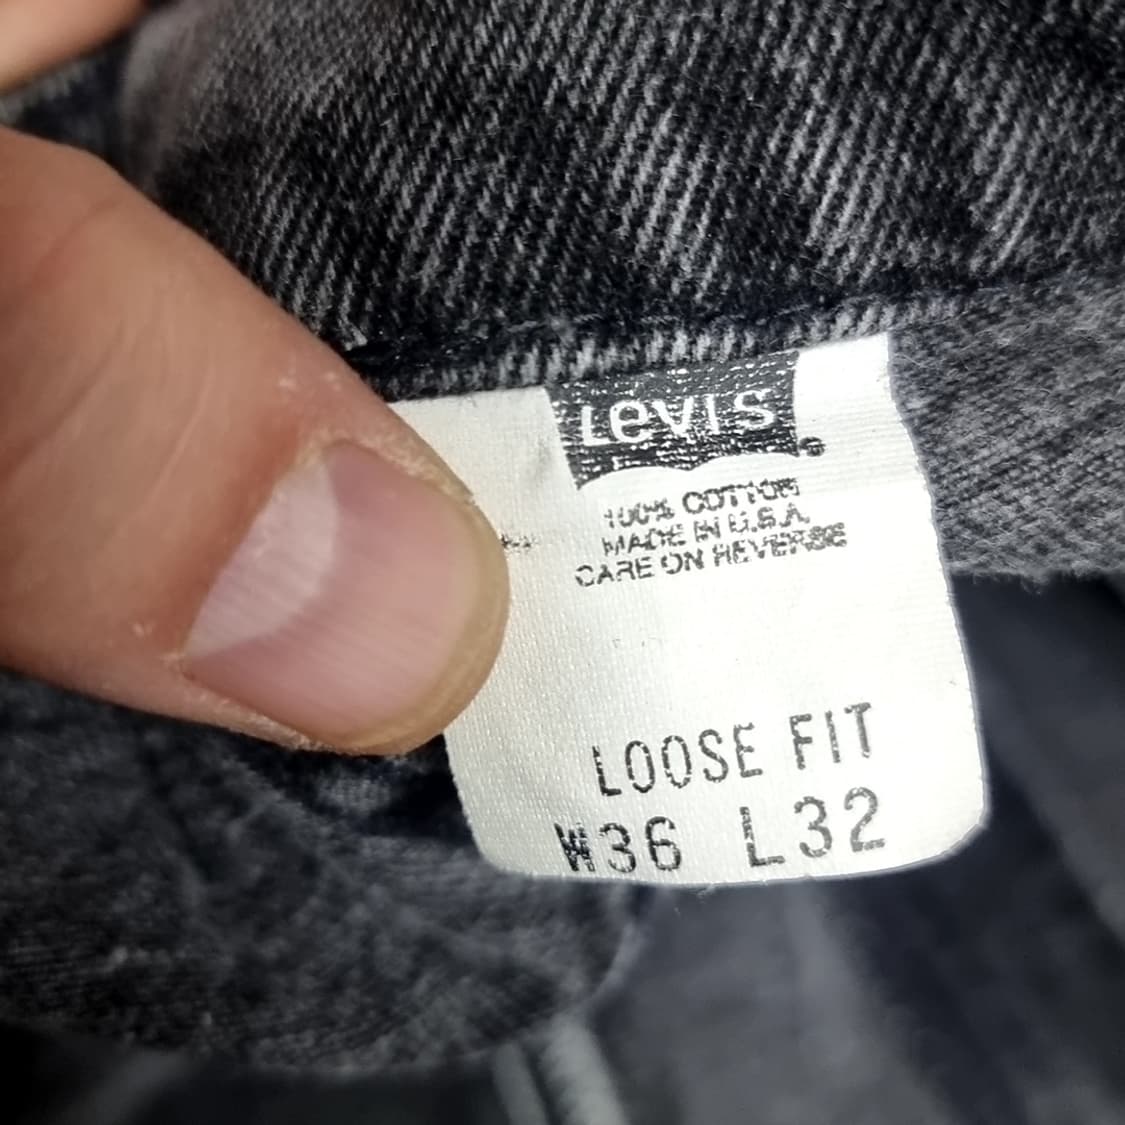 Levi's
100% COTTON
MADE IN U.S.A.
CARE ON REVERSE
LOOSE FIT
W36 L32